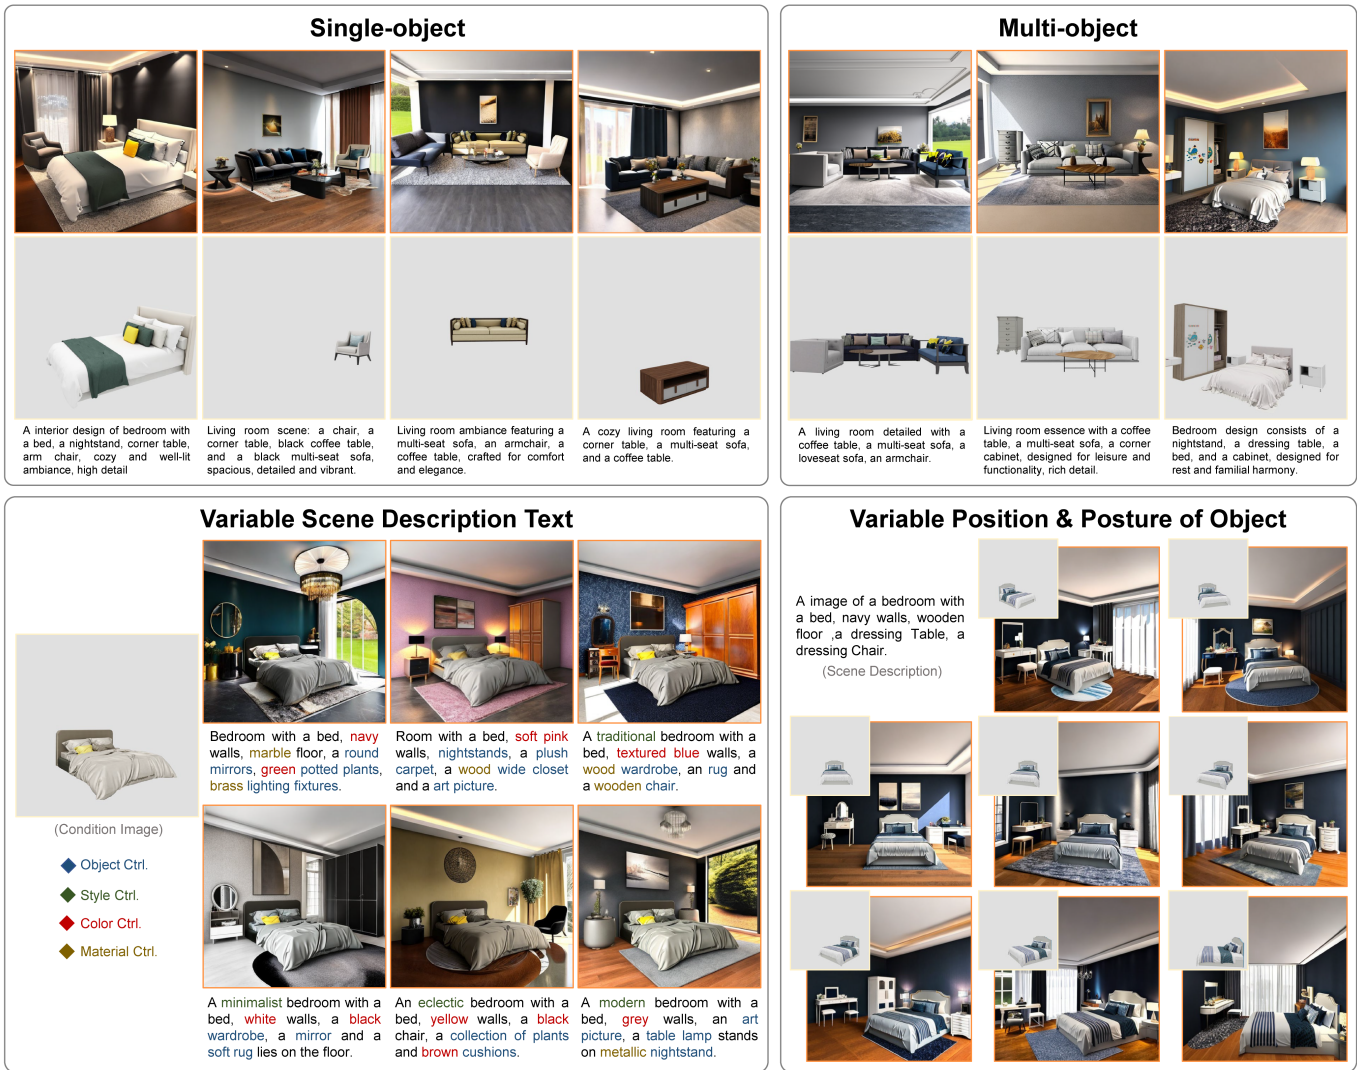 Single-object
A interior design of bedroom with
a bed, a nightstand, corner table,
arm chair, cozy and well-lit
ambiance, high detail
Living room scene: a chair, a
corner table, black coffee table,
and a black multi-seat sofa,
spacious, detailed and vibrant.
Living room ambiance featuring a
multi-seat sofa, an armchair, a
coffee table, crafted for comfort
and elegance.
A cozy living room featuring a
corner table, a multi-seat sofa,
and a coffee table.
Multi-object
A living room detailed with a
coffee table, a multi-seat sofa, a
loveseat sofa, an armchair.
Living room essence with a coffee
table, a multi-seat sofa, a corner
cabinet, designed for leisure and
functionality, rich detail.
Bedroom design consists of a
nightstand, a dressing table, a
bed, and a cabinet, designed for
rest and familial harmony.
Variable Scene Description Text
(Condition Image)
Object Ctrl.
Style Ctrl.
Color Ctrl.
Material Ctrl.
Bedroom with a bed, navy
walls, marble floor, a round
mirrors, green potted plants,
brass lighting fixtures.
Room with a bed, soft pink
walls, nightstands, a plush
carpet, a wood wide closet
and a art picture.
A traditional bedroom with a
bed, textured blue walls, a
wood wardrobe, an rug and
a wooden chair.
A minimalist bedroom with a
bed, white walls, a black
wardrobe, a mirror and a
soft rug lies on the floor.
An eclectic bedroom with a
bed, yellow walls, a black
chair, a collection of plants
and brown cushions.
A modern bedroom with a
bed, grey walls, an art
picture, a table lamp stands
on metallic nightstand.
Variable Position & Posture of Object
A image of a bedroom with
a bed, navy walls, wooden
floor ,a dressing Table, a
dressing Chair.
(Scene Description)